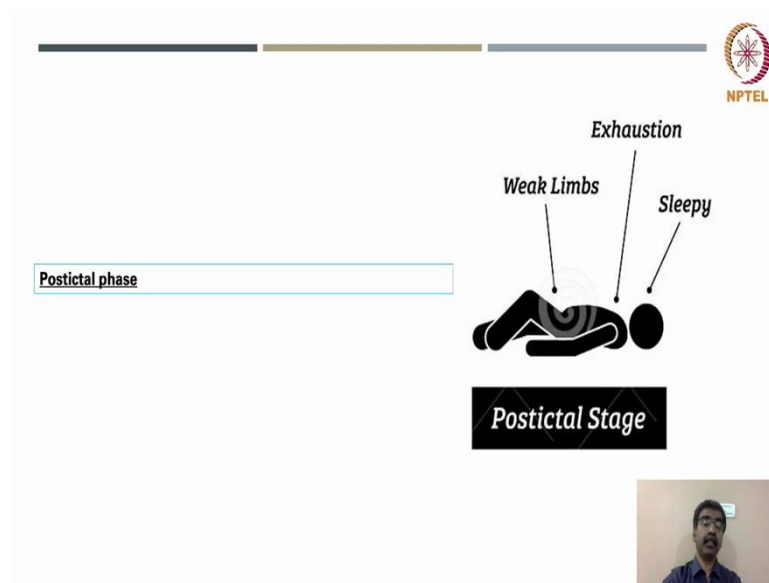 NPTEL
Exhaustion
Weak Limbs
Sleepy
Postictal phase
Postictal Stage